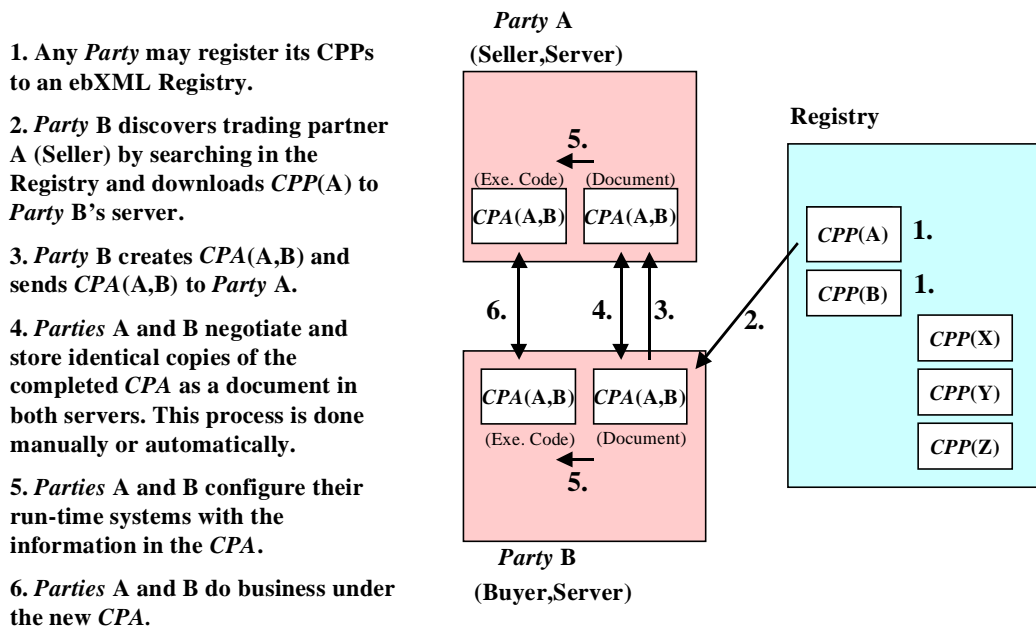 1. Any Party may register its CPPs
to an ebXML Registry.
2. Party B discovers trading partner
A (Seller) by searching in the
Registry and downloads CPP(A) to
Party B’s server.
3. Party B creates CPA(A,B) and
sends CPA(A,B) to Party A.
4. Parties A and B negotiate and
store identical copies of the
completed CPA as a document in
both servers. This process is done
manually or automatically.
5. Parties A and B configure their
run-time systems with the
information in the CPA.
6. Parties A and B do business under
the new CPA.
Party A
(Seller,Server)
5.
(Exe. Code) (Document)
CPA(A,B) CPA(A,B)
6. 4. 3. 2.
CPA(A,B) CPA(A,B)
(Exe. Code) (Document)
5.
Party B
(Buyer,Server)
Registry
CPP(A) 1.
CPP(B) 1.
CPP(X)
CPP(Y)
CPP(Z)